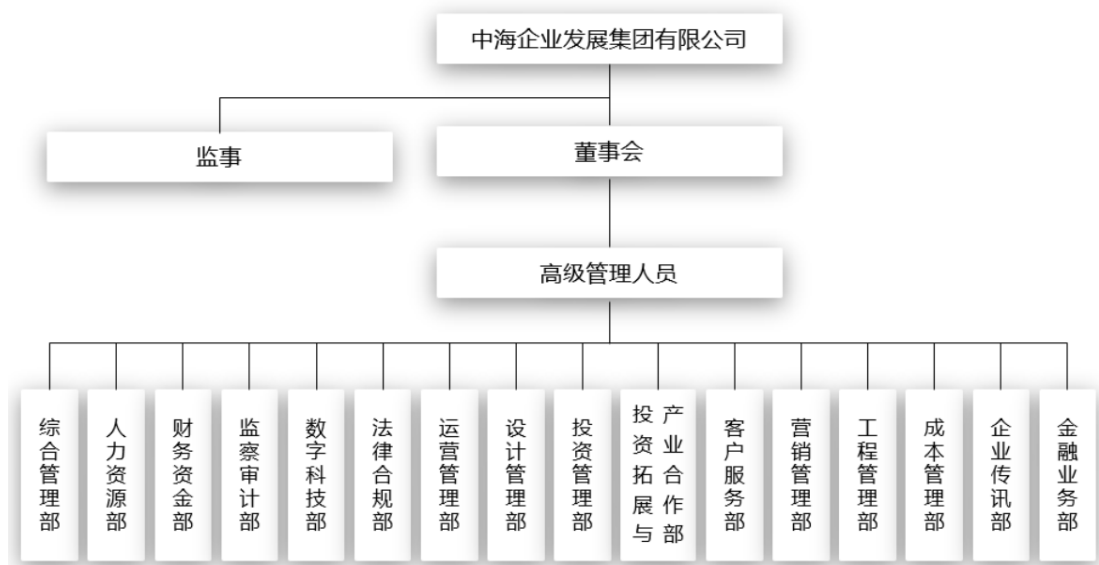 中海企业发展集团有限公司
监事
董事会
高级管理人员
综合管理部
人力资源部
财务资金部
监察审计部
数字科技部
法律合规部
运营管理部
设计管理部
投资管理部
投资拓展与
产业合作部
客户服务部
营销管理部
工程管理部
成本管理部
企业传讯部
金融业务部